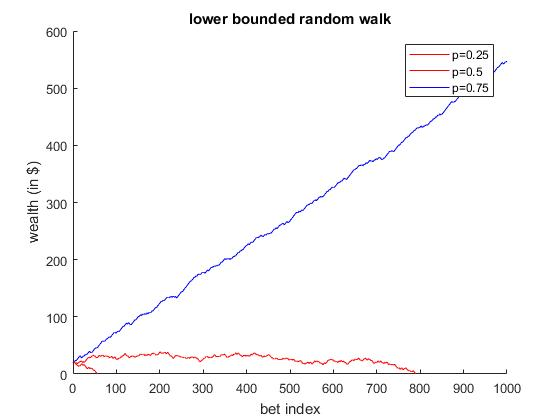 lower bounded random walk
p=0.25
p=0.5
p=0.75
wealth (in $)
600
500
400
300
200
100
0
0 100 200 300 400 500 600 700 800 900 1000
bet index